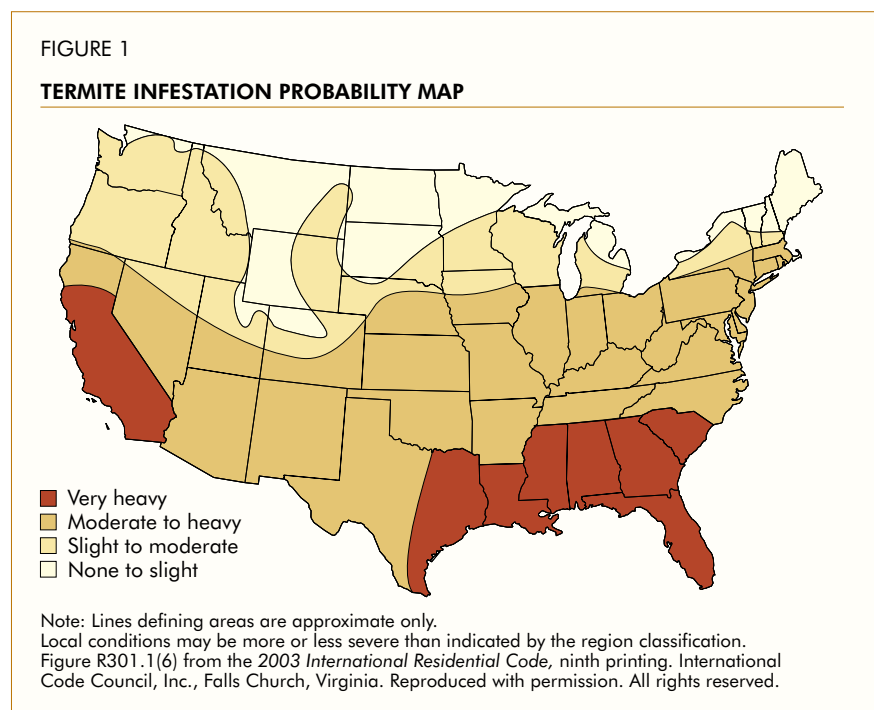 FIGURE 1
TERMITE INFESTATION PROBABILITY MAP
Very heavy
Moderate to heavy
Slight to moderate
None to slight
Note: Lines defining areas are approximate only.
Local conditions may be more or less severe than indicated by the region classification.
Figure R301.1(6) from the 2003 International Residential Code, ninth printing. International
Code Council, Inc., Falls Church, Virginia. Reproduced with permission. All rights reserved.